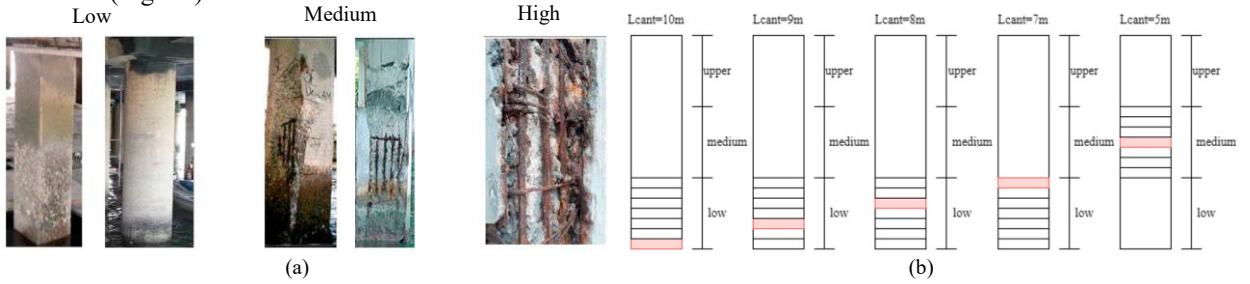 Low
Medium
High
(a)
Lcant=10m
Lcant=9m
Lcant=8m
Lcant=7m
Lcant=5m
upper
upper
upper
upper
upper
medium
medium
medium
medium
medium
low
low
low
low
low
(b)